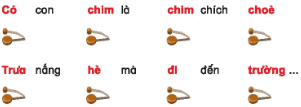 Có con chim là chim chích choè
Trưa nắng hè mà đi đến trường ...